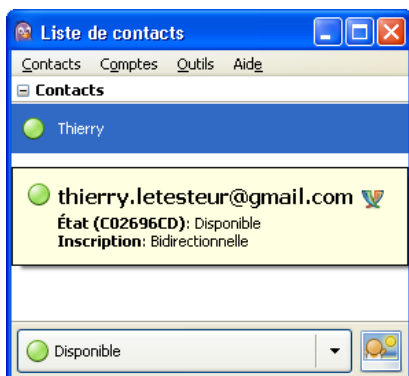 Liste de contacts
Contacts Comptes Outils Aide
Contacts
Thierry
thierry.letesteur@gmail.com
État (C02696CD): Disponible
Inscription: Bidirectionnelle
Disponible